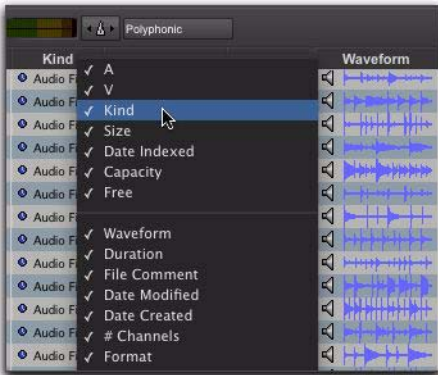 Polyphonic
Kind Waveform
Audio Fi
✓ A
Audio Fi
✓ V
Audio Fi
✓ Kind
Audio Fi
✓ Size
Audio Fi
✓ Date Indexed
Audio Fi
✓ Capacity
Audio Fi
✓ Free
Audio Fi
✓ Waveform
Audio Fi
✓ Duration
Audio Fi
✓ File Comment
Audio Fi
✓ Date Modified
Audio Fi
✓ Date Created
Audio Fi
✓ # Channels
Audio Fi
✓ Format